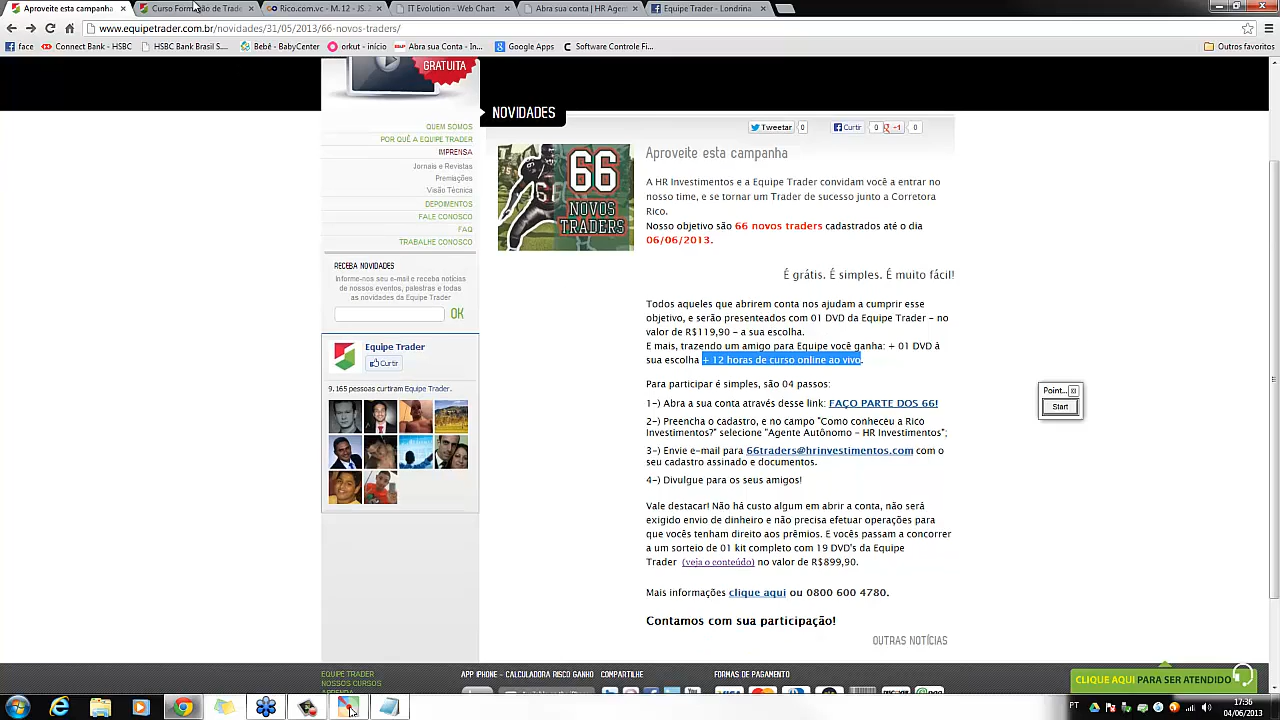 Aproveite esta campanha
Curso Formação de Trade
Rico.com.vc - M. 12 - JS. 2
IT Evolution - Web Chart
Abra sua conta | HR Agen
Equipe Trader - Londrina
www.equipetrader.com.br/novidades/31/05/2013/66-novos-traders/
face
Connect Bank - HSBC
HSBC Bank Brasil S....
Bebê - BabyCenter
orkut - início
Abra sua Conta - In...
Google Apps
Software Controle Fi...
Outros favoritos
GRATUITA
QUEM SOMOS
POR QUÊ A EQUIPE TRADER
IMPRENSA
Jornais e Revistas
Premiações
Visão Técnica
DEPOIMENTOS
FALE CONOSCO
FAQ
TRABALHE CONOSCO
RECEBA NOVIDADES
Informe-nos seu e-mail e receba notícias
de nossos eventos, palestras e todas
as novidades da Equipe Trader
OK
Equipe Trader
Curtir
9.165 pessoas curtiram Equipe Trader.
NOVIDADES
Tweetar 0
Curtir 0
+1 0
66
NOVOS
TRADERS
Aproveite esta campanha
A HR Investimentos e a Equipe Trader convidam você a entrar no
nosso time, e se tornar um Trader de sucesso junto a Corretora
Rico.
Nosso objetivo são 66 novos traders cadastrados até o dia
06/06/2013.
É grátis. É simples. É muito fácil!
Todos aqueles que abrirem conta nos ajudam a cumprir esse
objetivo, e serão presenteados com 01 DVD da Equipe Trader - no
valor de R$119,90 - a sua escolha.
E mais, trazendo um amigo para Equipe você ganha: + 01 DVD à
sua escolha + 12 horas de curso online ao vivo.
Para participar é simples, são 04 passos:
1-) Abra a sua conta através desse link: FAÇO PARTE DOS 66!
2-) Preencha o cadastro, e no campo "Como conheceu a Rico
Investimentos?" selecione "Agente Autônomo - HR Investimentos";
3-) Envie e-mail para 66traders@hrinvestimentos.com com o
seu cadastro assinado e documentos.
4-) Divulgue para os seus amigos!
Vale destacar! Não há custo algum em abrir a conta, não será
exigido envio de dinheiro e não precisa efetuar operações para
que vocês tenham direito aos prêmios. E vocês passam a concorrer
a um sorteio de 01 kit completo com 19 DVD's da Equipe
Trader (veja o conteúdo) no valor de R$899,90.
Mais informações clique aqui ou 0800 600 4780.
Contamos com sua participação!
OUTRAS NOTÍCIAS
Point...
Start
EQUIPE TRADER
NOSSOS CURSOS
APP IPHONE - CALCULADORA RISCO GANHO
COMPARTILHE
FORMAS DE PAGAMENTO
CLIQUE AQUI PARA SER ATENDIDO
PT
17:36
04/06/2013